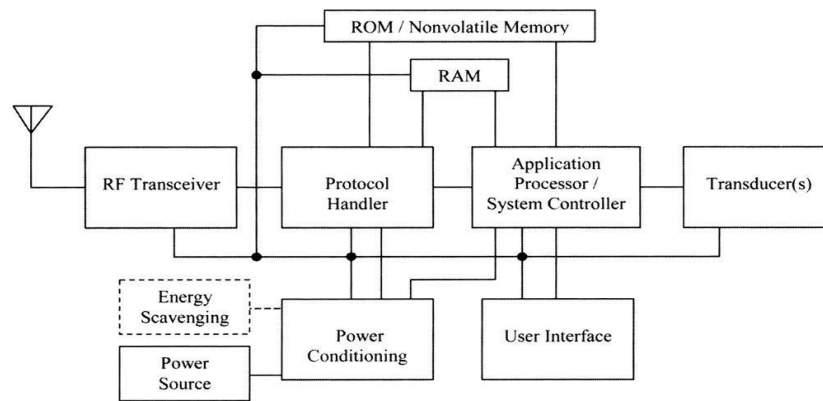 ROM / Nonvolatile Memory
RAM
RF Transceiver
Protocol
Handler
Application
Processor /
System Controller
Transducer(s)
Energy
Scavenging
Power
Source
Power
Conditioning
User Interface